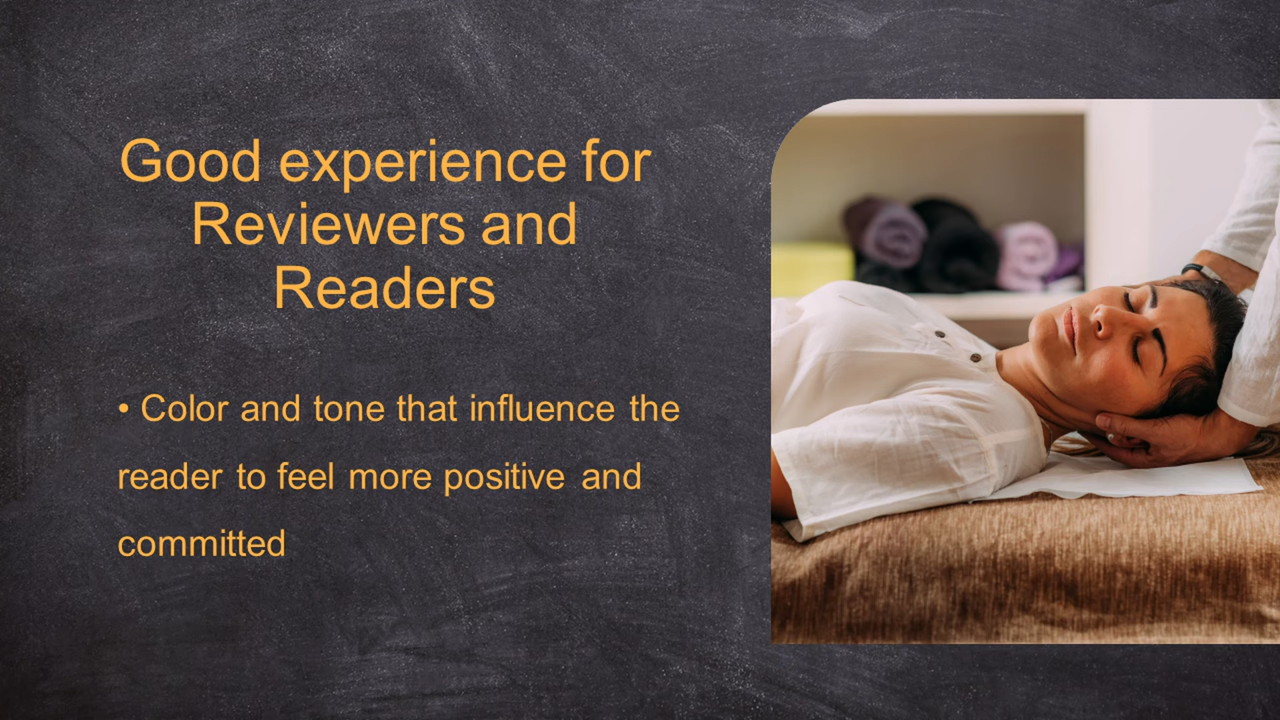 Good experience for
Reviewers and
Readers
• Color and tone that influence the
reader to feel more positive and
committed